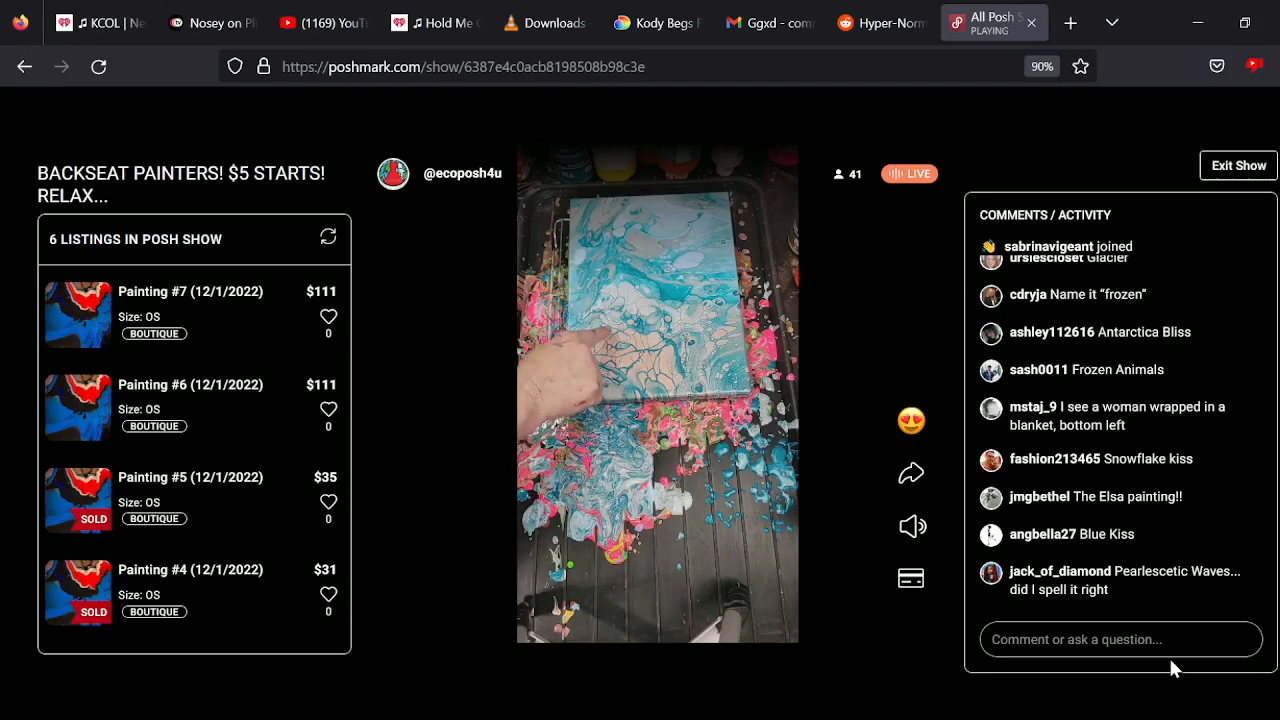 ♫ KCOL | Ne
Nosey on Pl
(1169) YouTu
♫ Hold Me C
Downloads
Kody Begs F
Ggxd - com
Hyper-Norm
All Posh S
PLAYING
https://poshmark.com/show/6387e4c0acb8198508b98c3e
90%
BACKSEAT PAINTERS! $5 STARTS!
RELAX...
6 LISTINGS IN POSH SHOW
Painting #7 (12/1/2022) $111
Size: OS
BOUTIQUE
0
Painting #6 (12/1/2022) $111
Size: OS
BOUTIQUE
0
Painting #5 (12/1/2022) $35
Size: OS
SOLD BOUTIQUE
0
Painting #4 (12/1/2022) $31
Size: OS
SOLD BOUTIQUE
0
@ecoposh4u
41 LIVE
Exit Show
COMMENTS / ACTIVITY
👏 sabrinavigeant joined
ursiescloset Glacier
cdryja Name it “frozen”
ashley112616 Antarctica Bliss
sash0011 Frozen Animals
mstaj_9 I see a woman wrapped in a
blanket, bottom left
fashion213465 Snowflake kiss
jmgbethel The Elsa painting!!
angbella27 Blue Kiss
jack_of_diamond Pearlescetic Waves...
did I spell it right
Comment or ask a question...